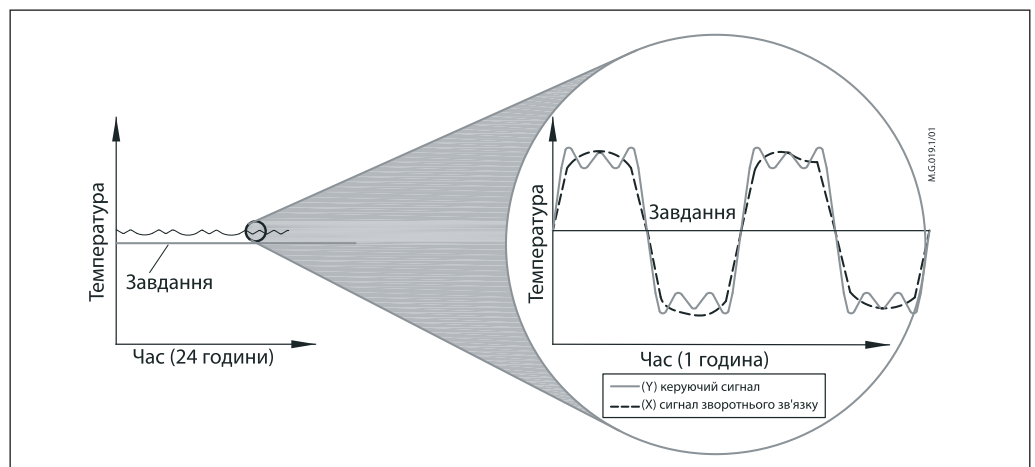 Температура
Завдання
Час (24 години)
Температура
Завдання
Час (1 година)
(Y) керуючий сигнал
(X) сигнал зворотнього зв'язку
M.G.019.1/01